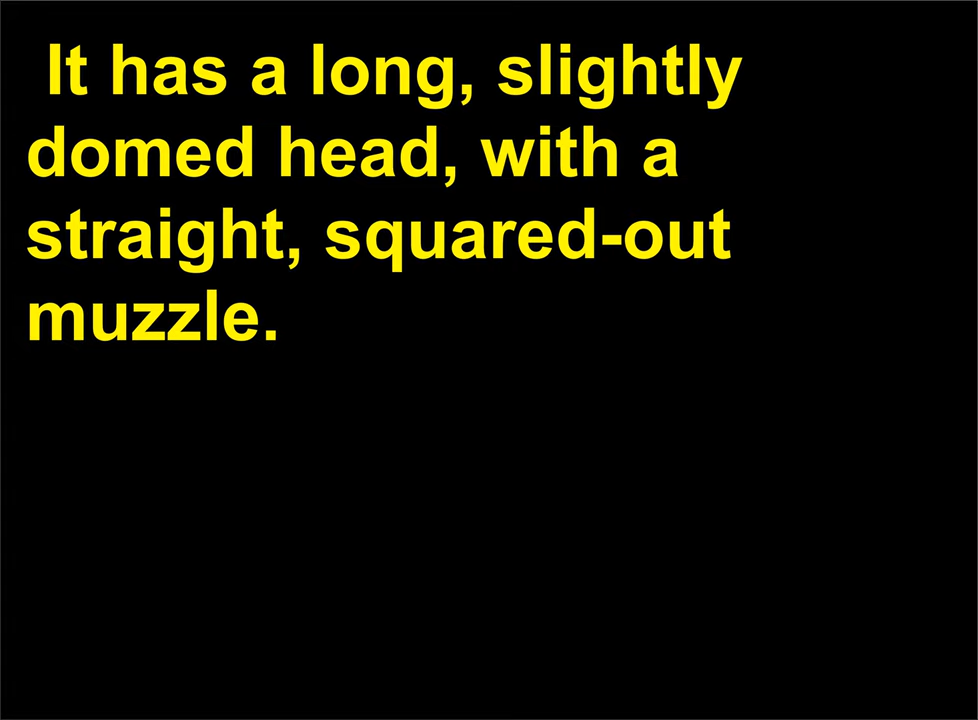 It has a long, slightly
domed head, with a
straight, squared-out
muzzle.